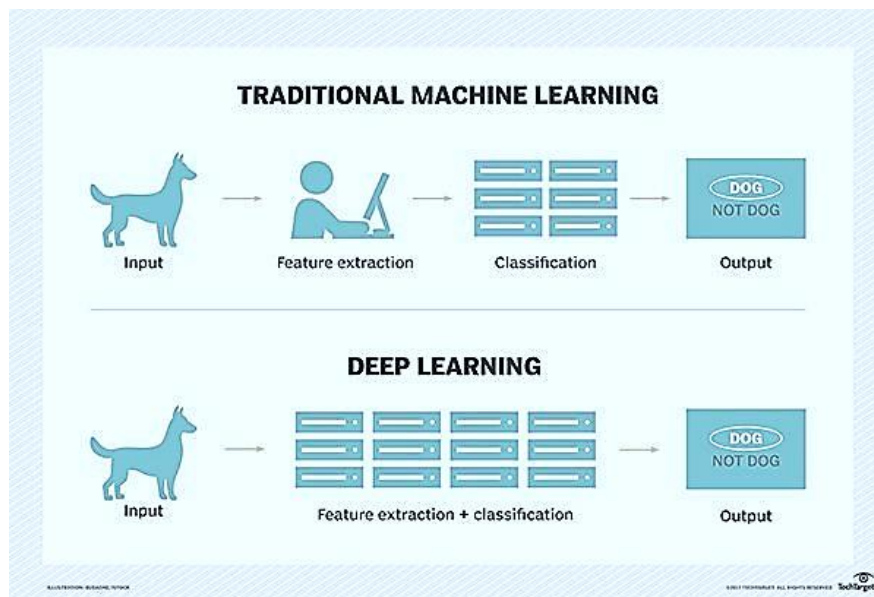 TRADITIONAL MACHINE LEARNING
DOG
NOT DOG
Input
Feature extraction
Classification
Output
DEEP LEARNING
DOG
NOT DOG
Input
Feature extraction + classification
Output
TechTarget